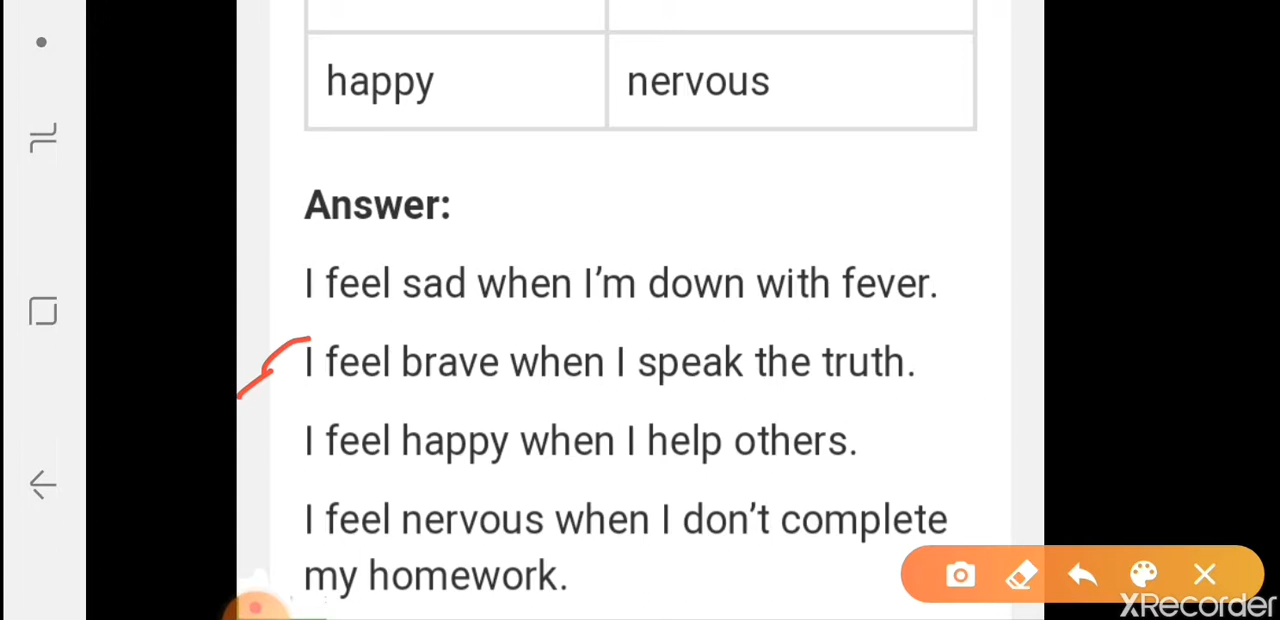 happy nervous
Answer:
I feel sad when I’m down with fever.
I feel brave when I speak the truth.
I feel happy when I help others.
I feel nervous when I don’t complete
my homework.
XRecorder